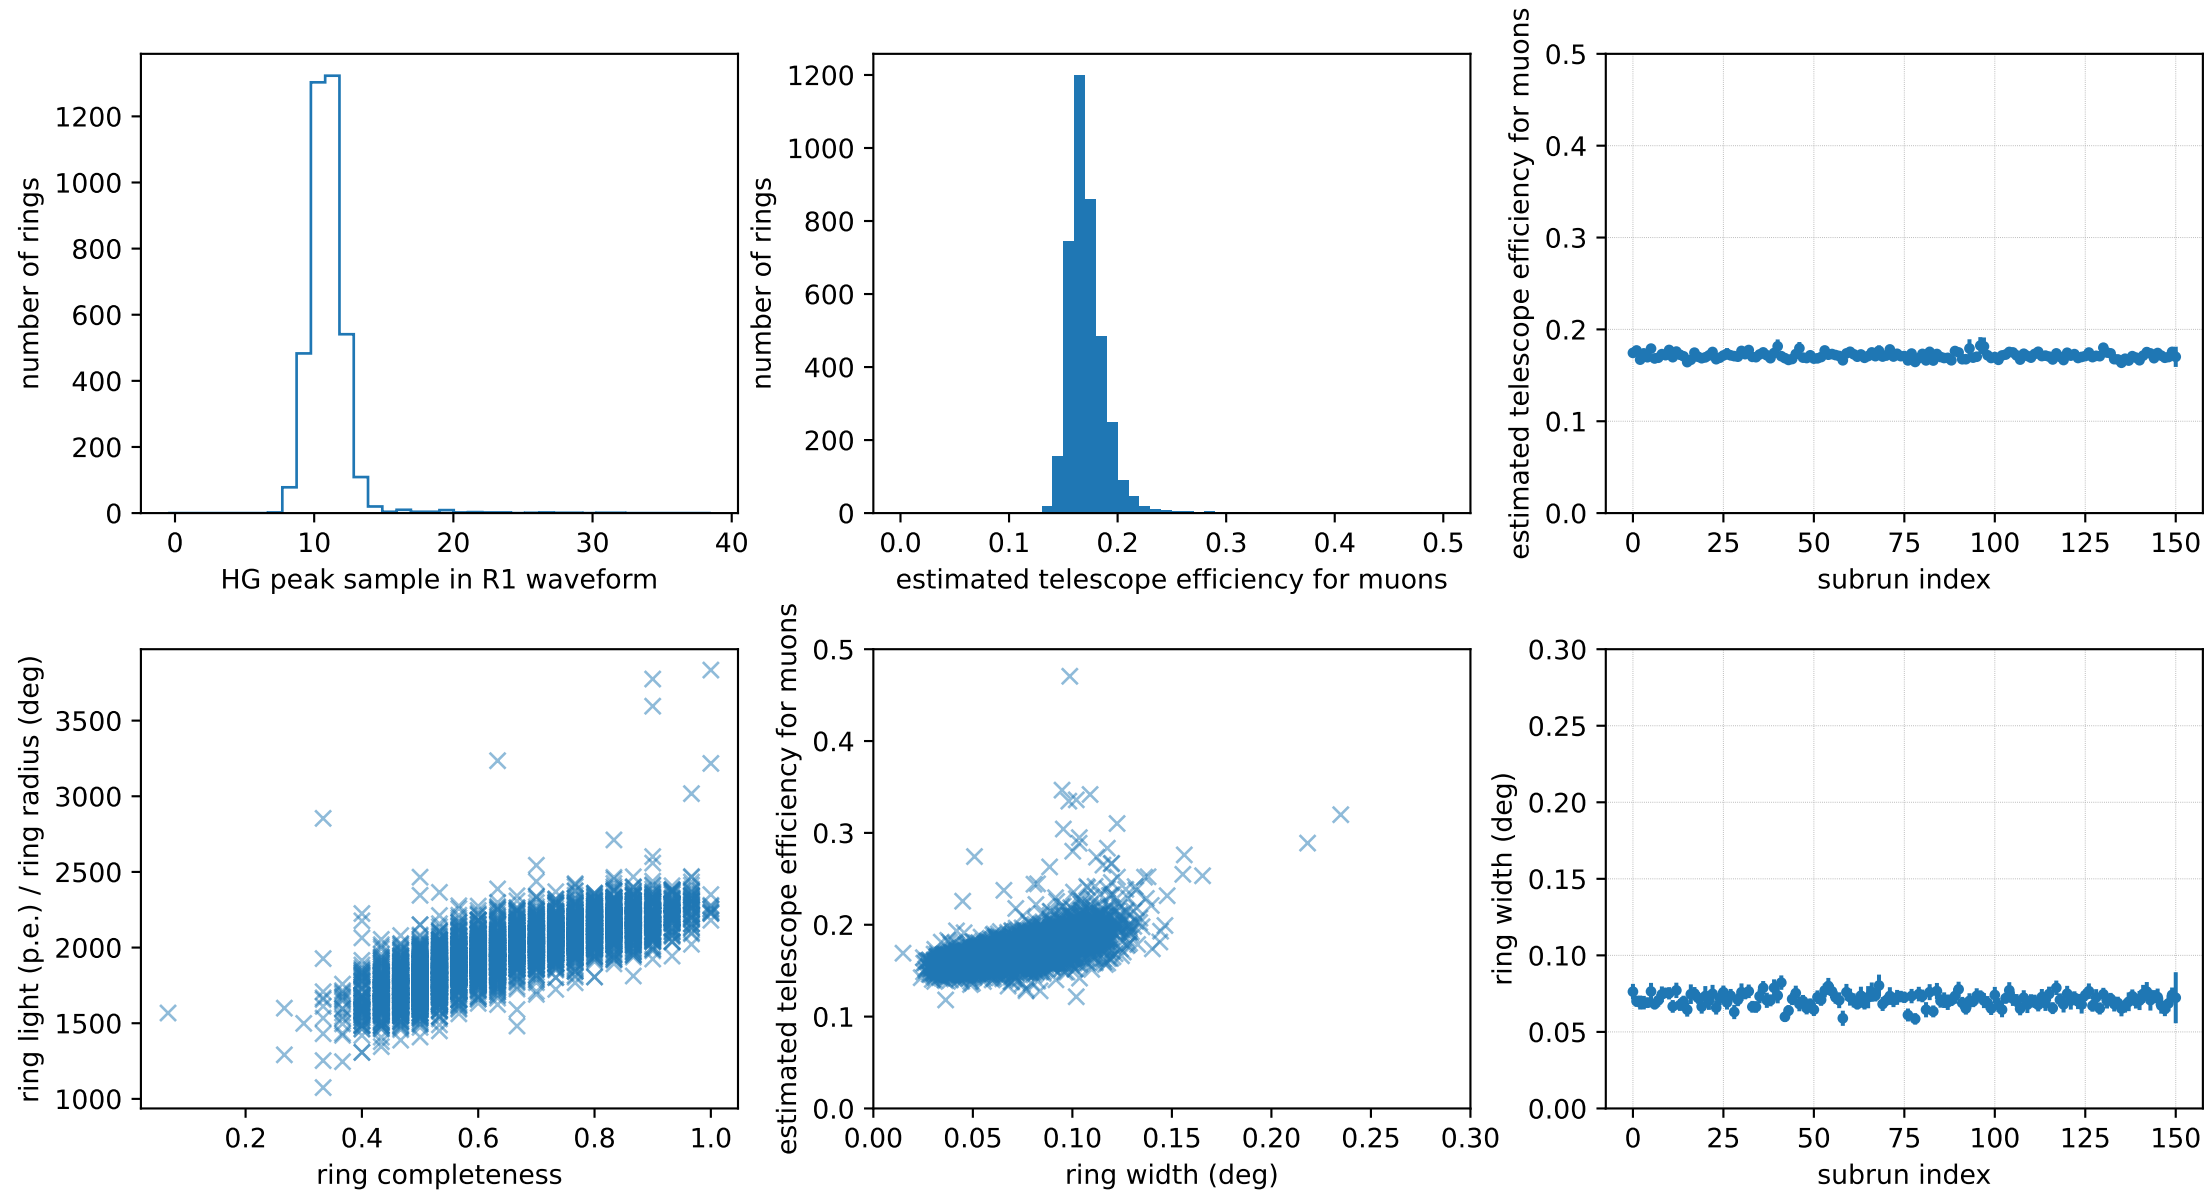 number of rings
1200
1000
800
600
400
200
0
0 10 20 30 40
HG peak sample in R1 waveform
number of rings
1200
1000
800
600
400
200
0
0.0 0.1 0.2 0.3 0.4 0.5
estimated telescope efficiency for muons
estimated telescope efficiency for muons
0.5
0.4
0.3
0.2
0.1
0.0
0 25 50 75 100 125 150
subrun index
ring light (p.e.) / ring radius (deg)
3500
3000
2500
2000
1500
1000
0.2 0.4 0.6 0.8 1.0
ring completeness
estimated telescope efficiency for muons
0.5
0.4
0.3
0.2
0.1
0.0
0.00 0.05 0.10 0.15 0.20 0.25 0.30
ring width (deg)
ring width (deg)
0.30
0.25
0.20
0.15
0.10
0.05
0.00
0 25 50 75 100 125 150
subrun index